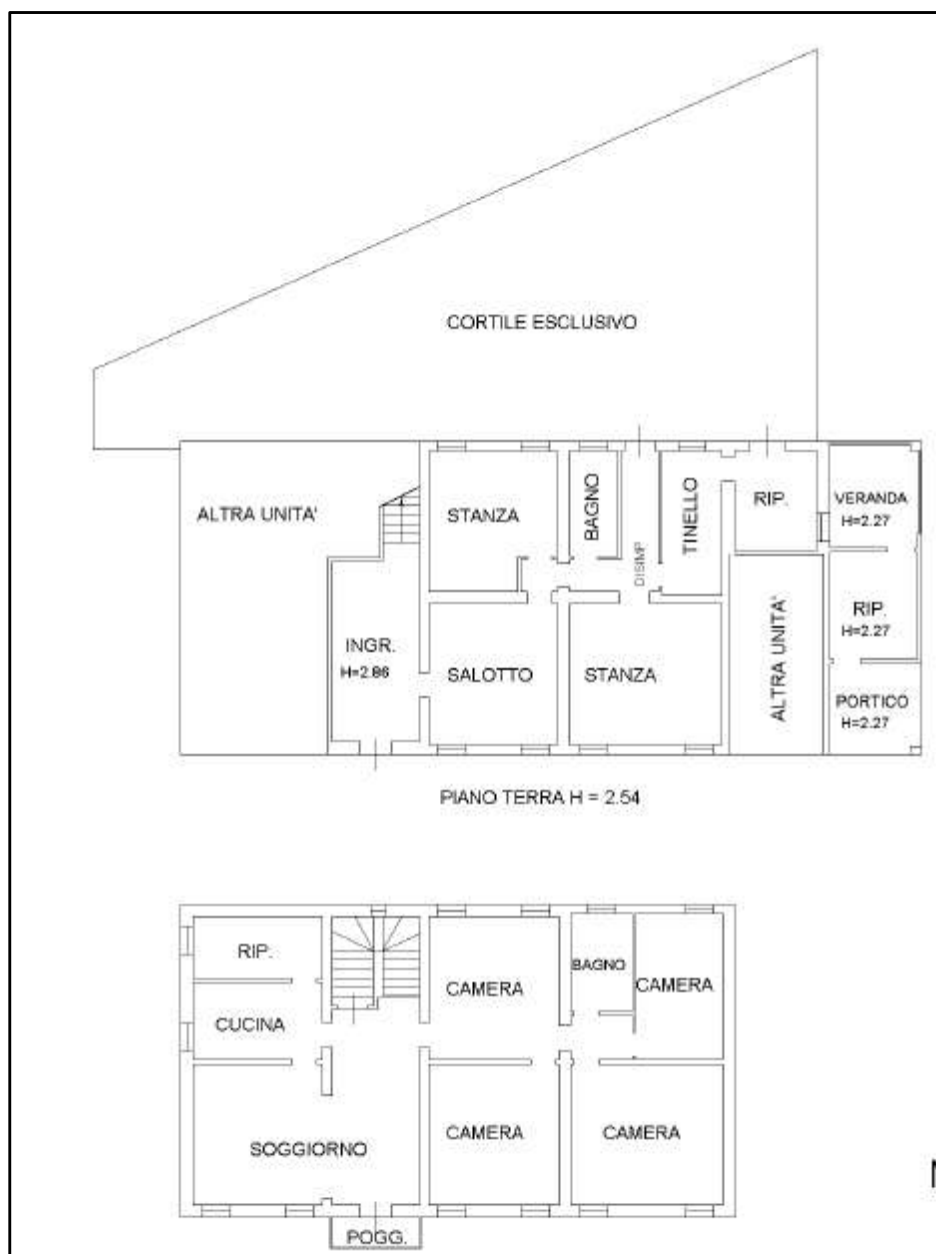 CORTILE ESCLUSIVO
ALTRA UNITA'
STANZA
BAGNO
DISIMP
TINELLO
RIP.
VERANDA
H=2.27
INGR.
H=2.86
SALOTTO
STANZA
ALTRA UNITA'
RIP.
H=2.27
PORTICO
H=2.27
PIANO TERRA H = 2.54
RIP.
CUCINA
CAMERA
BAGNO
CAMERA
SOGGIORNO
CAMERA
CAMERA
POGG.